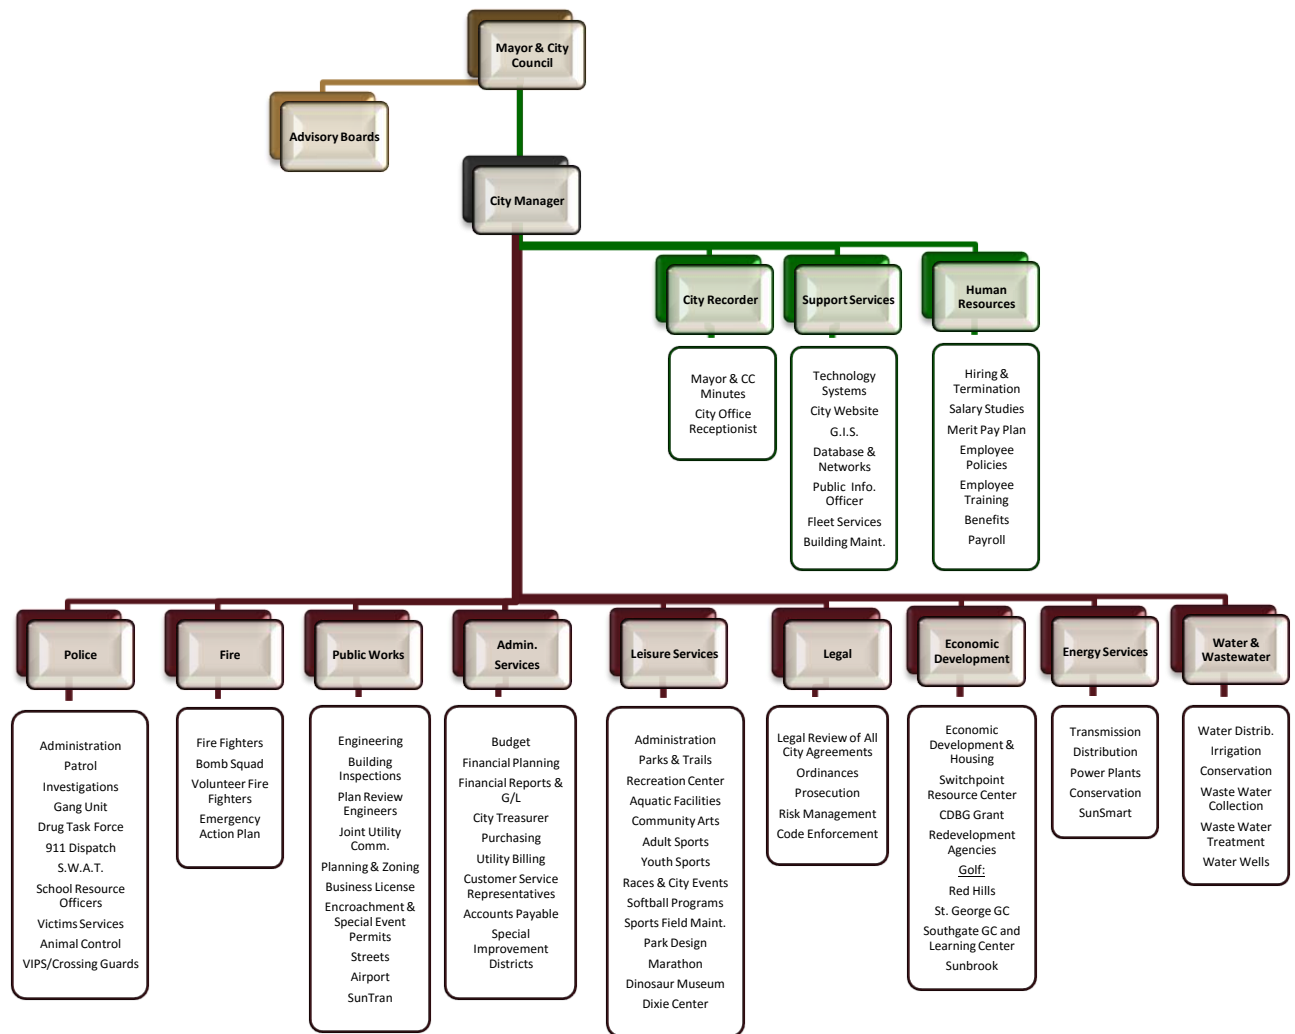 Mayor & City
Council
Advisory Boards
City Manager
City Recorder
Support Services
Human
Resources
Mayor & CC
Minutes
City Office
Receptionist
Technology
Systems
City Website
G.I.S.
Database &
Networks
Public Info.
Officer
Fleet Services
Building Maint.
Hiring &
Termination
Salary Studies
Merit Pay Plan
Employee
Policies
Employee
Training
Benefits
Payroll
Police
Fire
Public Works
Admin.
Services
Leisure Services
Legal
Economic
Development
Energy Services
Water &
Wastewater
Administration
Patrol
Investigations
Gang Unit
Drug Task Force
911 Dispatch
S.W.A.T.
School Resource
Officers
Victims Services
Animal Control
VIPS/Crossing Guards
Fire Fighters
Bomb Squad
Volunteer Fire
Fighters
Emergency
Action Plan
Engineering
Building
Inspections
Plan Review
Engineers
Joint Utility
Comm.
Planning & Zoning
Business License
Encroachment &
Special Event
Permits
Streets
Airport
SunTran
Budget
Financial Planning
Financial Reports &
G/L
City Treasurer
Purchasing
Utility Billing
Customer Service
Representatives
Accounts Payable
Special
Improvement
Districts
Administration
Parks & Trails
Recreation Center
Aquatic Facilities
Community Arts
Adult Sports
Youth Sports
Races & City Events
Softball Programs
Sports Field Maint.
Park Design
Marathon
Dinosaur Museum
Dixie Center
Legal Review of All
City Agreements
Ordinances
Prosecution
Risk Management
Code Enforcement
Economic
Development &
Housing
Switchpoint
Resource Center
CDBG Grant
Redevelopment
Agencies
Golf:
Red Hills
St. George GC
Southgate GC and
Learning Center
Sunbrook
Transmission
Distribution
Power Plants
Conservation
SunSmart
Water Distrib.
Irrigation
Conservation
Waste Water
Collection
Waste Water
Treatment
Water Wells